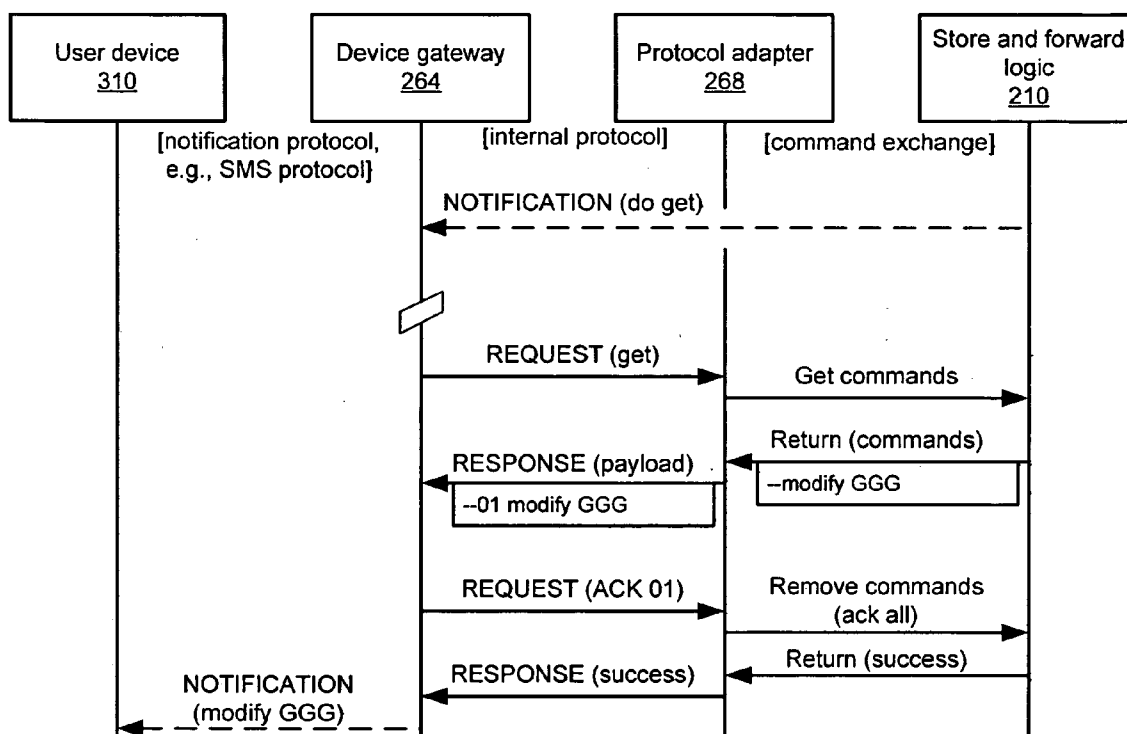 User device
310
Device gateway
264
Protocol adapter
268
Store and forward
logic
210
[notification protocol,
e.g., SMS protocol]
[internal protocol]
[command exchange]
NOTIFICATION (do get)
REQUEST (get)
Get commands
Return (commands)
--modify GGG
RESPONSE (payload)
--01 modify GGG
REQUEST (ACK 01)
Remove commands
(ack all)
Return (success)
RESPONSE (success)
NOTIFICATION
(modify GGG)